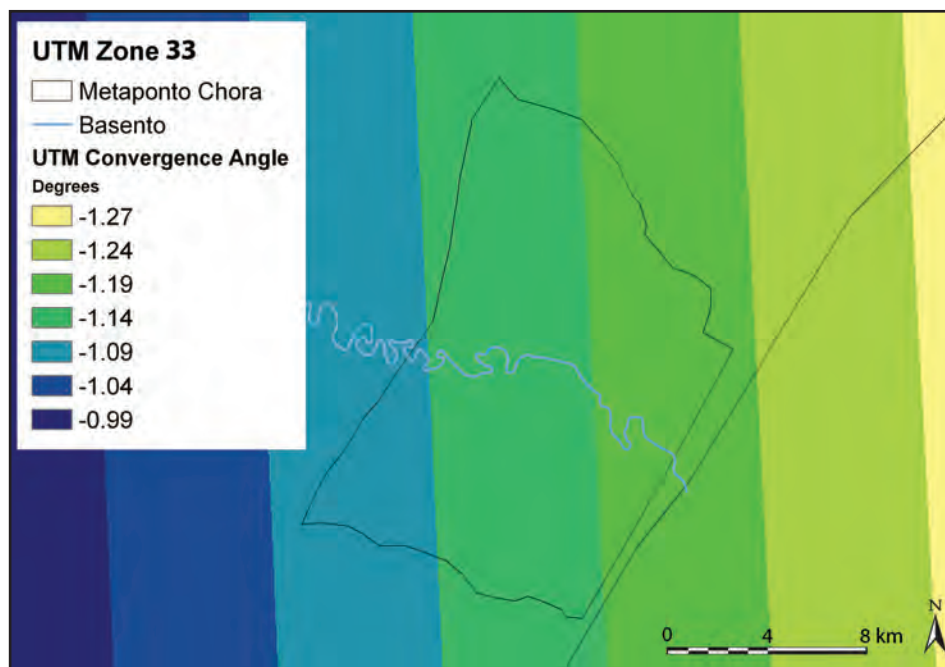 UTM Zone 33
Metaponto Chora
Basento
UTM Convergence Angle
Degrees
-1.27
-1.24
-1.19
-1.14
-1.09
-1.04
-0.99
N
0 4 8 km